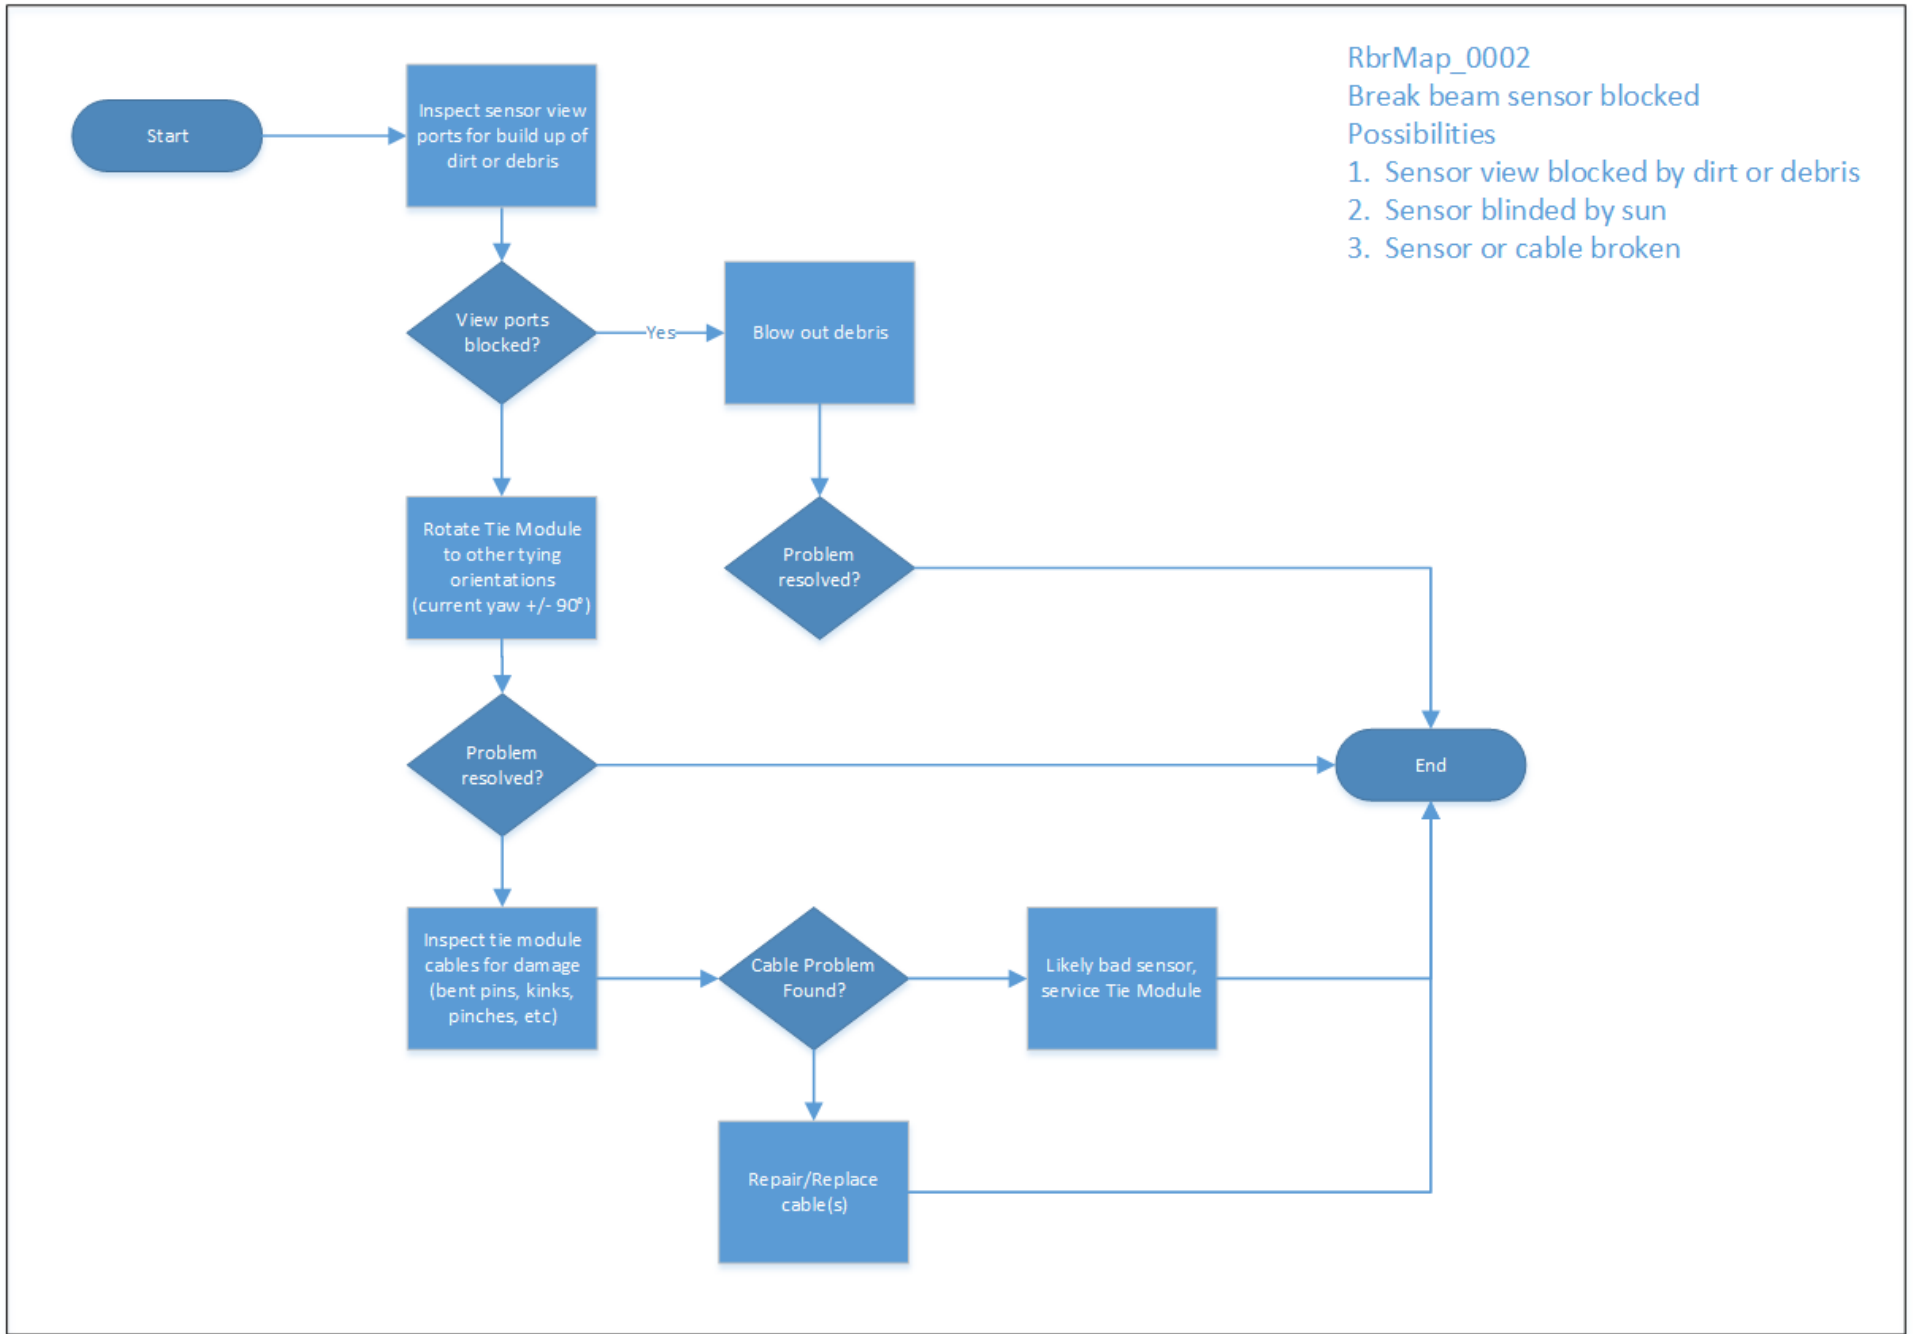 RbrMap_0002
Break beam sensor blocked
Possibilities
1. Sensor view blocked by dirt or debris
2. Sensor blinded by sun
3. Sensor or cable broken
Start
Inspect sensor view
ports for build up of
dirt or debris
View ports
blocked?
Yes
Blow out debris
Rotate Tie Module
to other tying
orientations
(current yaw +/- 90°)
Problem
resolved?
Problem
resolved?
End
Inspect tie module
cables for damage
(bent pins, kinks,
pinches, etc)
Cable Problem
Found?
Likely bad sensor,
service Tie Module
Repair/Replace
cable(s)